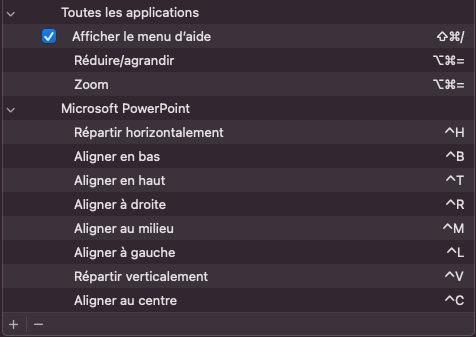 Toutes les applications
Afficher le menu d'aide ⇧⌘/
Réduire/agrandir ⌥⌘=
Zoom ⌥⌘=
Microsoft PowerPoint
Répartir horizontalement ^H
Aligner en bas ^B
Aligner en haut ^T
Aligner à droite ^R
Aligner au milieu ^M
Aligner à gauche ^L
Répartir verticalement ^V
Aligner au centre ^C